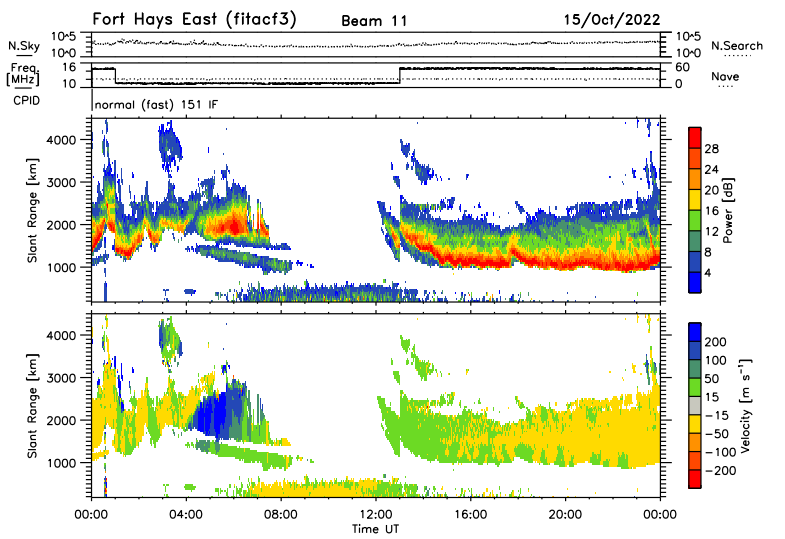 Fort Hays East (fitacf3) Beam 11 15/Oct/2022
N.Sky 10^5 10^0 10^5 10^0 N.Search
Freq. [MHz] 16 10 60 0 Nave
CPID normal (fast) 151 IF
Slant Range [km] 4000 3000 2000 1000
Power [dB] 28 24 20 16 12 8 4
Slant Range [km] 4000 3000 2000 1000
Velocity [m s⁻¹] 200 100 50 15 −15 −50 −100 −200
00:00 04:00 08:00 12:00 16:00 20:00 00:00
Time UT